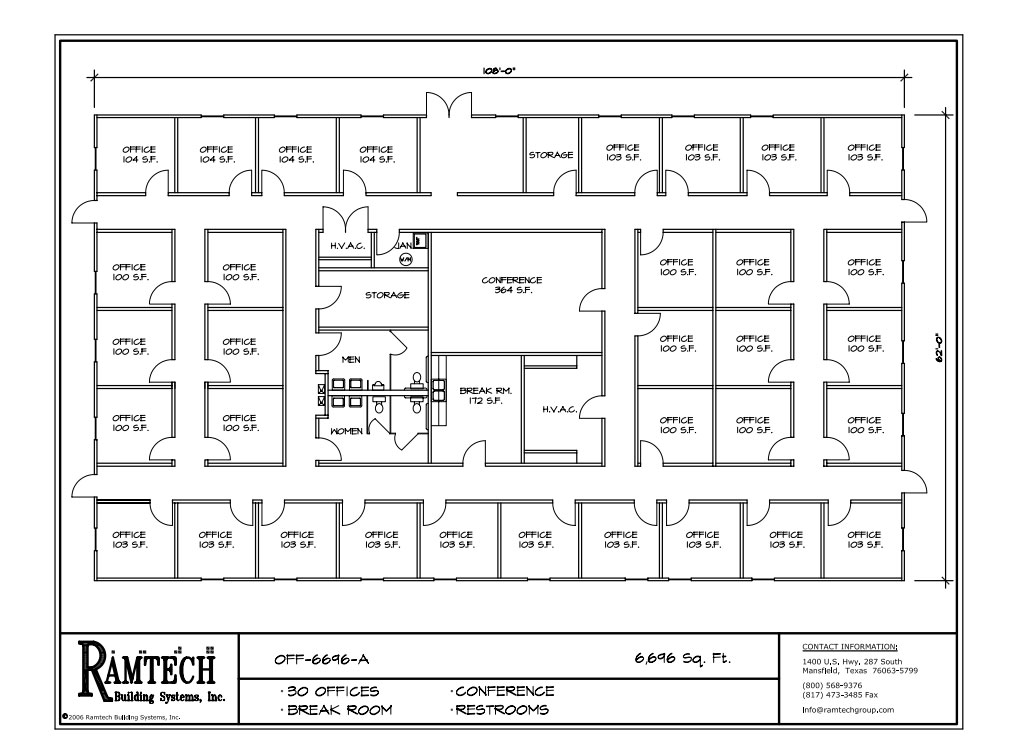 108'-0"
OFFICE OFFICE OFFICE OFFICE OFFICE OFFICE OFFICE OFFICE
104 S.F. 104 S.F. 104 S.F. 104 S.F. STORAGE 103 S.F. 103 S.F. 103 S.F. 103 S.F.
H.V.A.C. JAN
W/H
OFFICE OFFICE CONFERENCE OFFICE OFFICE OFFICE
100 S.F. 100 S.F. 364 S.F. 100 S.F. 100 S.F. 100 S.F.
STORAGE
62'-0"
OFFICE OFFICE MEN OFFICE OFFICE OFFICE
100 S.F. 100 S.F. 100 S.F. 100 S.F. 100 S.F.
BREAK RM.
172 S.F.
H.V.A.C.
OFFICE OFFICE WOMEN OFFICE OFFICE OFFICE
100 S.F. 100 S.F. 100 S.F. 100 S.F. 100 S.F.
OFFICE OFFICE OFFICE OFFICE OFFICE OFFICE OFFICE OFFICE OFFICE OFFICE
103 S.F. 103 S.F. 103 S.F. 103 S.F. 103 S.F. 103 S.F. 103 S.F. 103 S.F. 103 S.F. 103 S.F.
RAMTECH
Building Systems, Inc.
©2006 Ramtech Building Systems, Inc.
OFF-6696-A 6,696 Sq. Ft.
· 30 OFFICES · CONFERENCE
· BREAK ROOM · RESTROOMS
CONTACT INFORMATION:
1400 U.S. Hwy. 287 South
Mansfield, Texas 76063-5799
(800) 568-9376
(817) 473-3485 Fax
Info@ramtechgroup.com